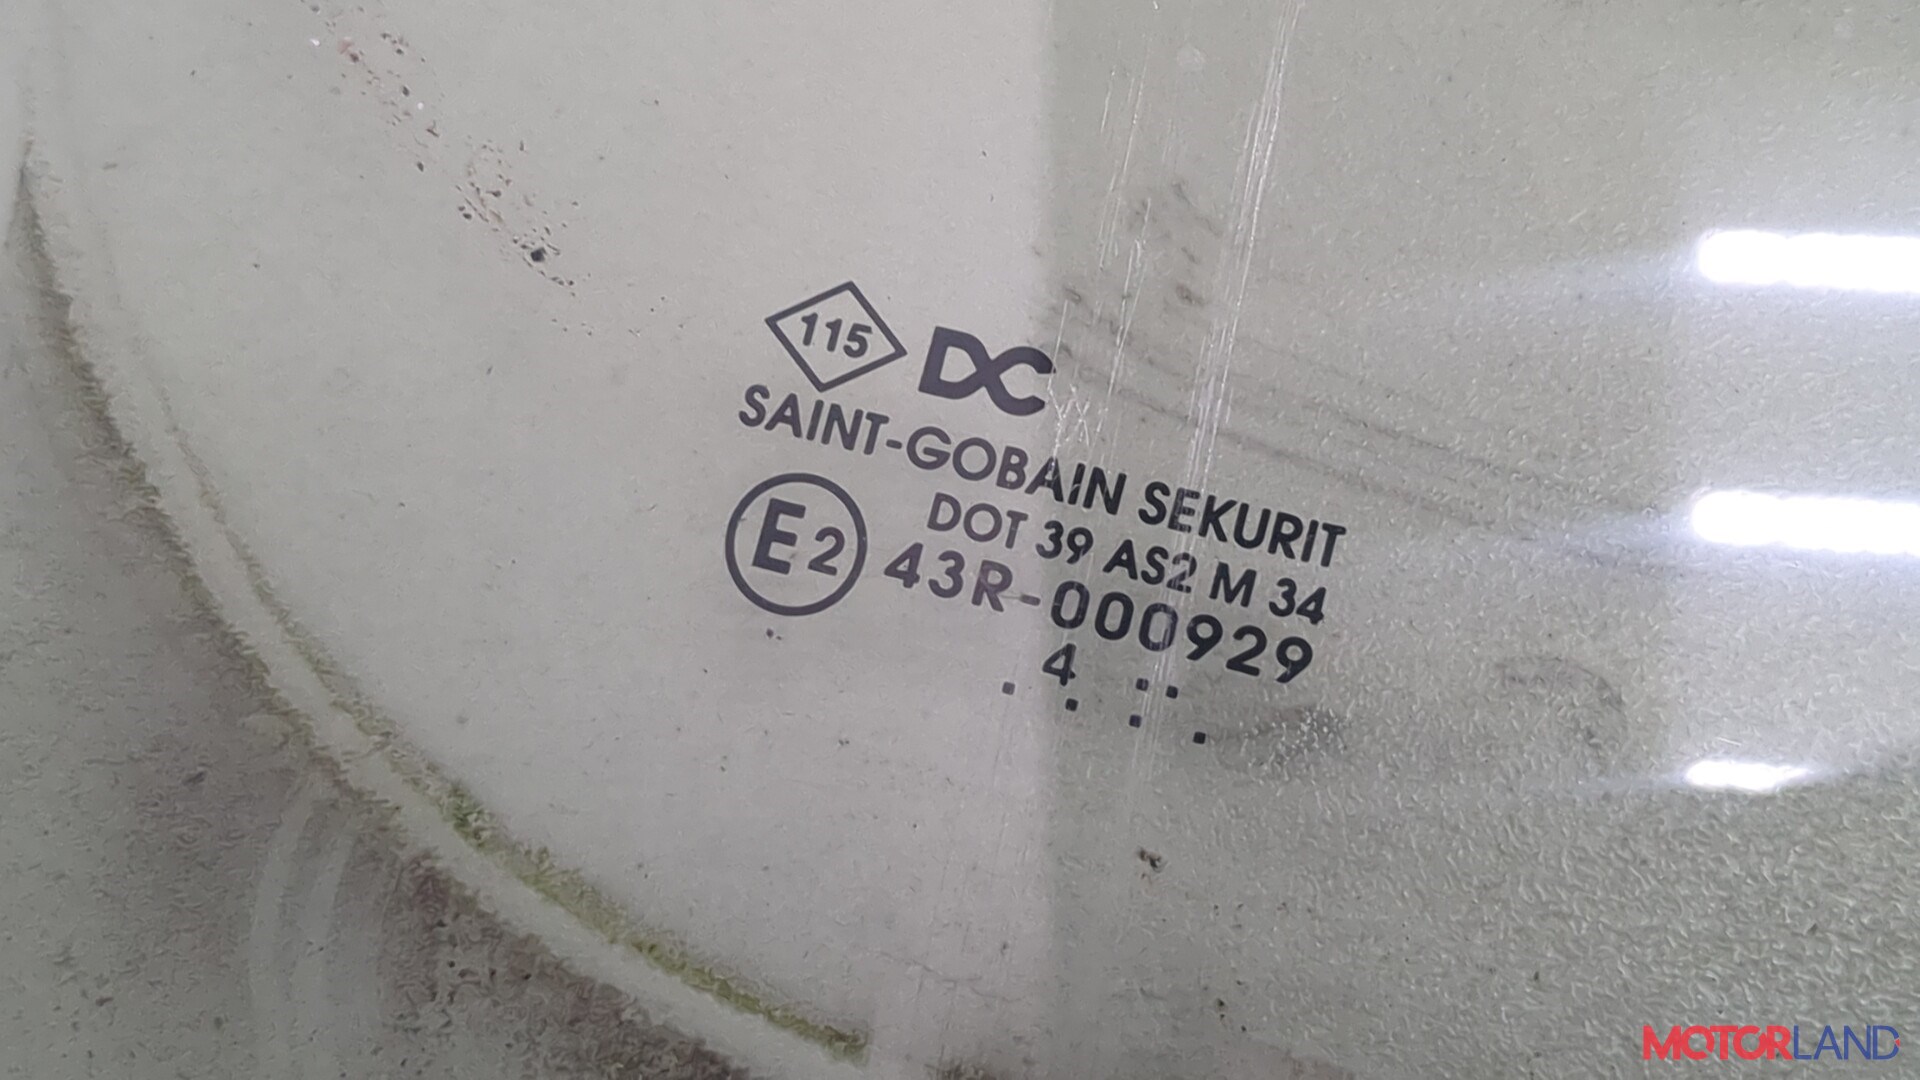 115 DC
SAINT-GOBAIN SEKURIT
DOT 39 AS2 M 34
E2 43R-000929
4
. . :: .
MOTORLAND